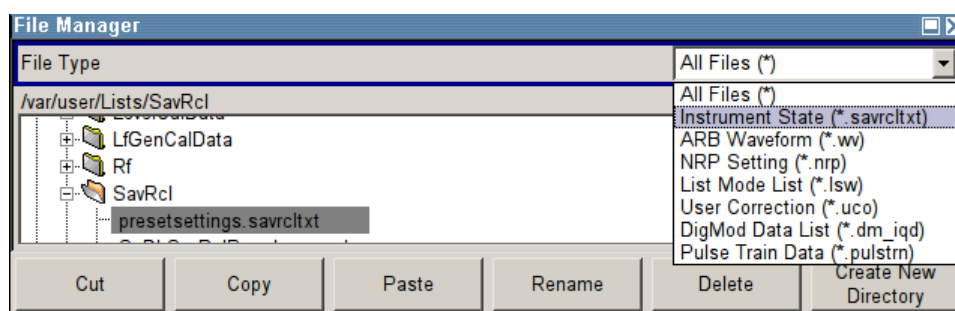 File Manager
File Type
All Files (*)
/var/user/Lists/SavRcl
LfGenCalData
Rf
SavRcl
presetsettings.savrcltxt
All Files (*)
Instrument State (*.savrcltxt)
ARB Waveform (*.wv)
NRP Setting (*.nrp)
List Mode List (*.lsw)
User Correction (*.uco)
DigMod Data List (*.dm_iqd)
Pulse Train Data (*.pulstrn)
Cut
Copy
Paste
Rename
Delete
Create New
Directory